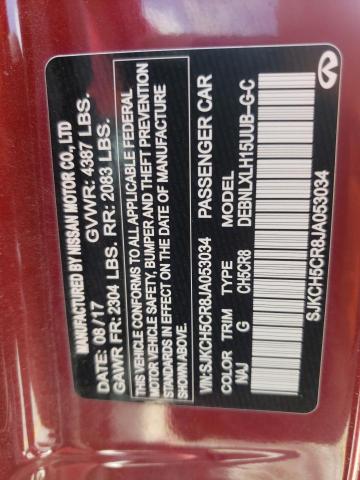 MANUFACTURED BY NISSAN MOTOR CO., LTD
DATE: 08/17 GVWR: 4387 LBS.
GAWR FR: 2304 LBS. RR: 2083 LBS.
THIS VEHICLE CONFORMS TO ALL APPLICABLE FEDERAL
MOTOR VEHICLE SAFETY, BUMPER AND THEFT PREVENTION
STANDARDS IN EFFECT ON THE DATE OF MANUFACTURE
SHOWN ABOVE.
VIN: SJKCH5CR8JA053034 PASSENGER CAR
COLOR TRIM TYPE MODEL
NAJ G CH5CR8 DEBNLXLH15UUB-G-C
SJKCH5CR8JA053034